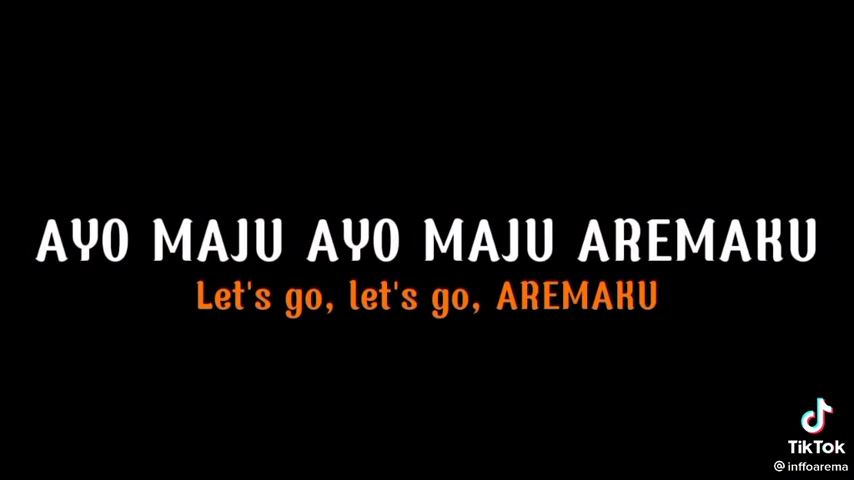 AYO MAJU AYO MAJU AREMAKU
Let's go, let's go, AREMAKU
TikTok
@inffoarema